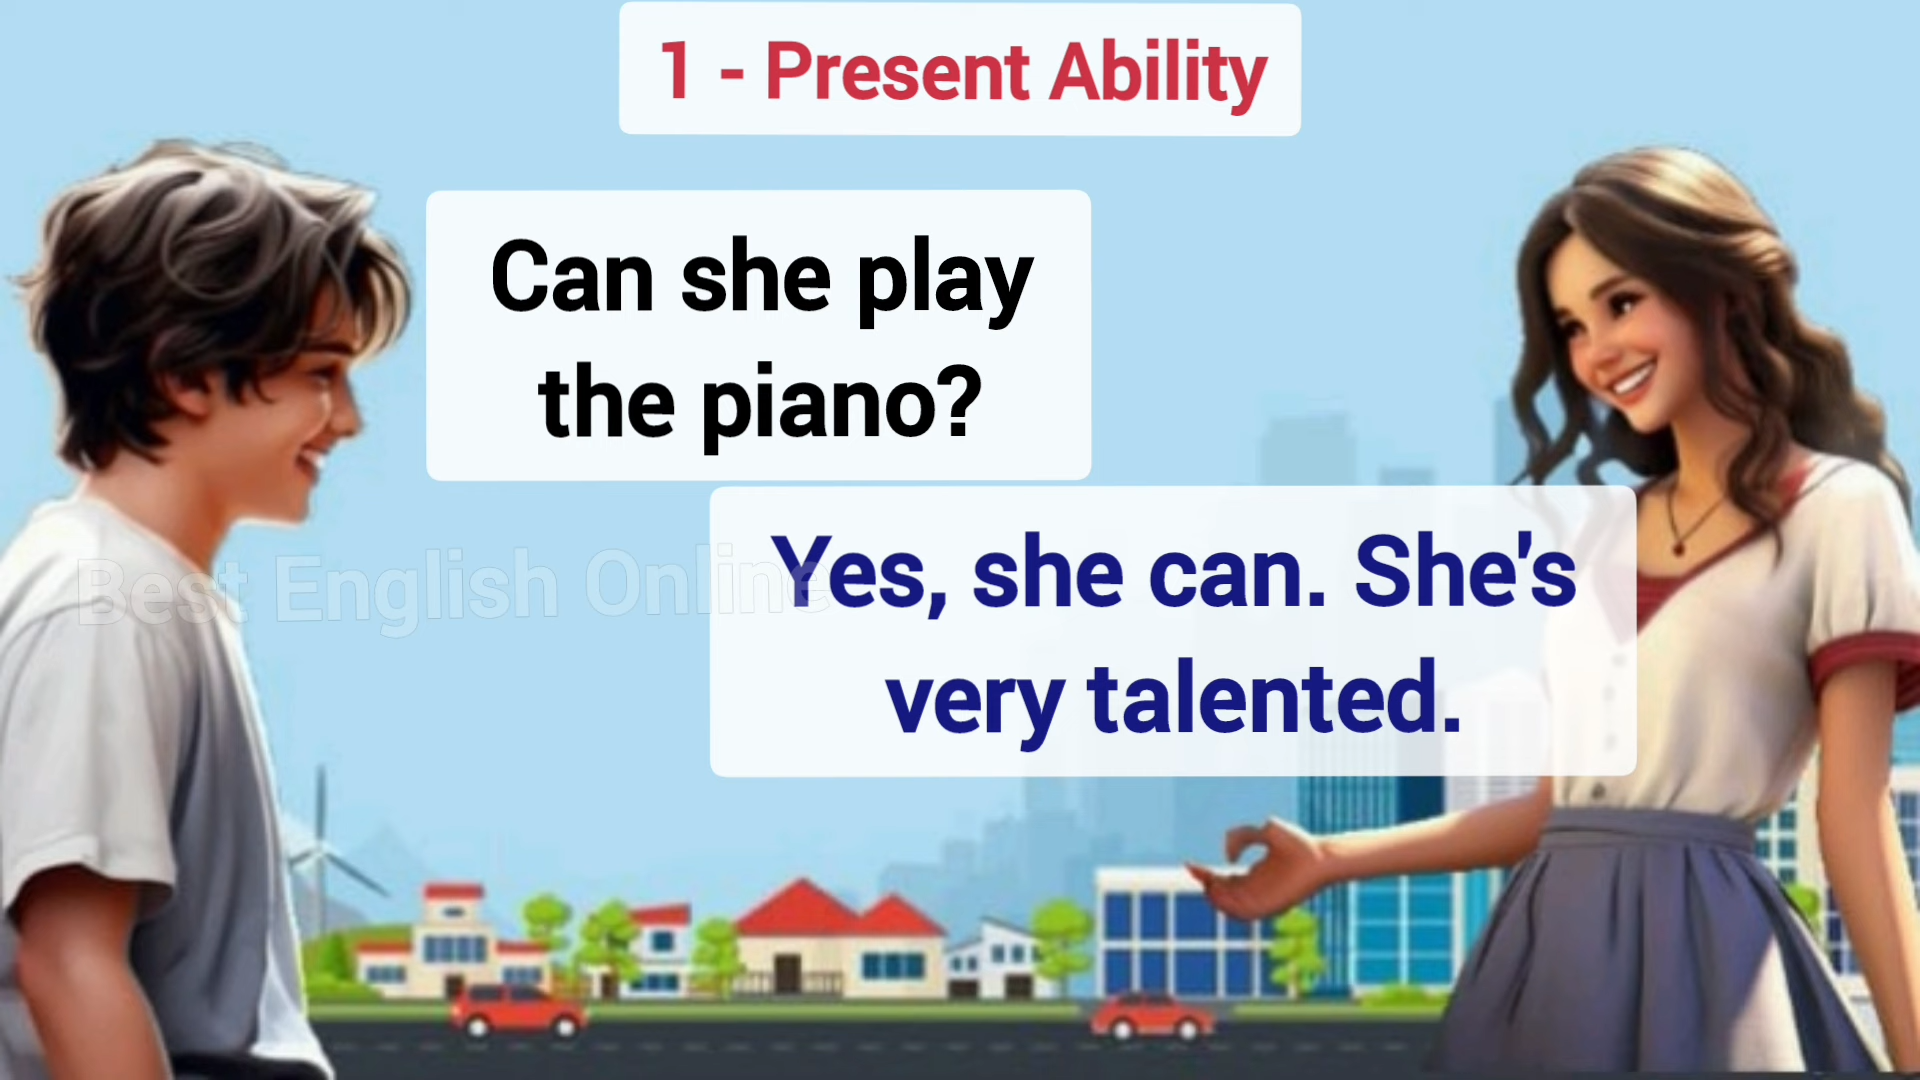 1 - Present Ability
Can she play
the piano?
Best English Online
Yes, she can. She's
very talented.